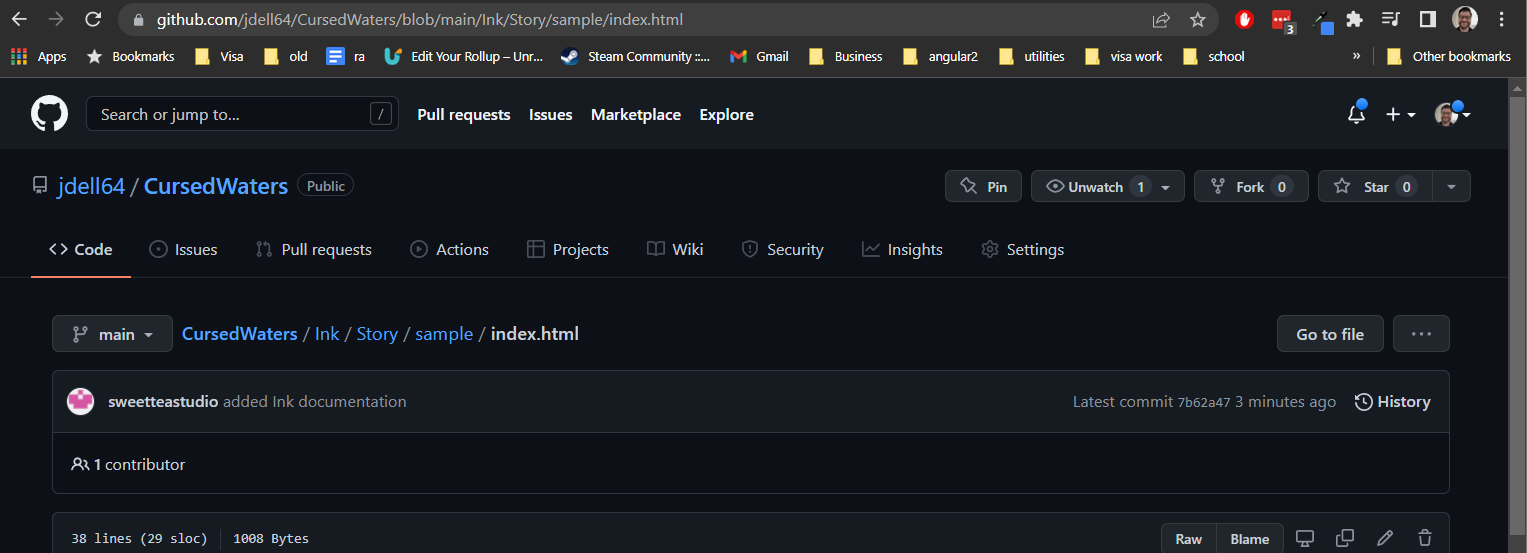 github.com/jdell64/CursedWaters/blob/main/Ink/Story/sample/index.html
3
Apps Bookmarks Visa old ra Edit Your Rollup – Unr... Steam Community ::... Gmail Business angular2 utilities visa work school » Other bookmarks
Search or jump to... / Pull requests Issues Marketplace Explore
jdell64 / CursedWaters Public Pin Unwatch 1 Fork 0 Star 0
Code Issues Pull requests Actions Projects Wiki Security Insights Settings
main CursedWaters / Ink / Story / sample / index.html Go to file ···
sweetteastudio added Ink documentation Latest commit 7b62a47 3 minutes ago History
1 contributor
38 lines (29 sloc) 1008 Bytes Raw Blame